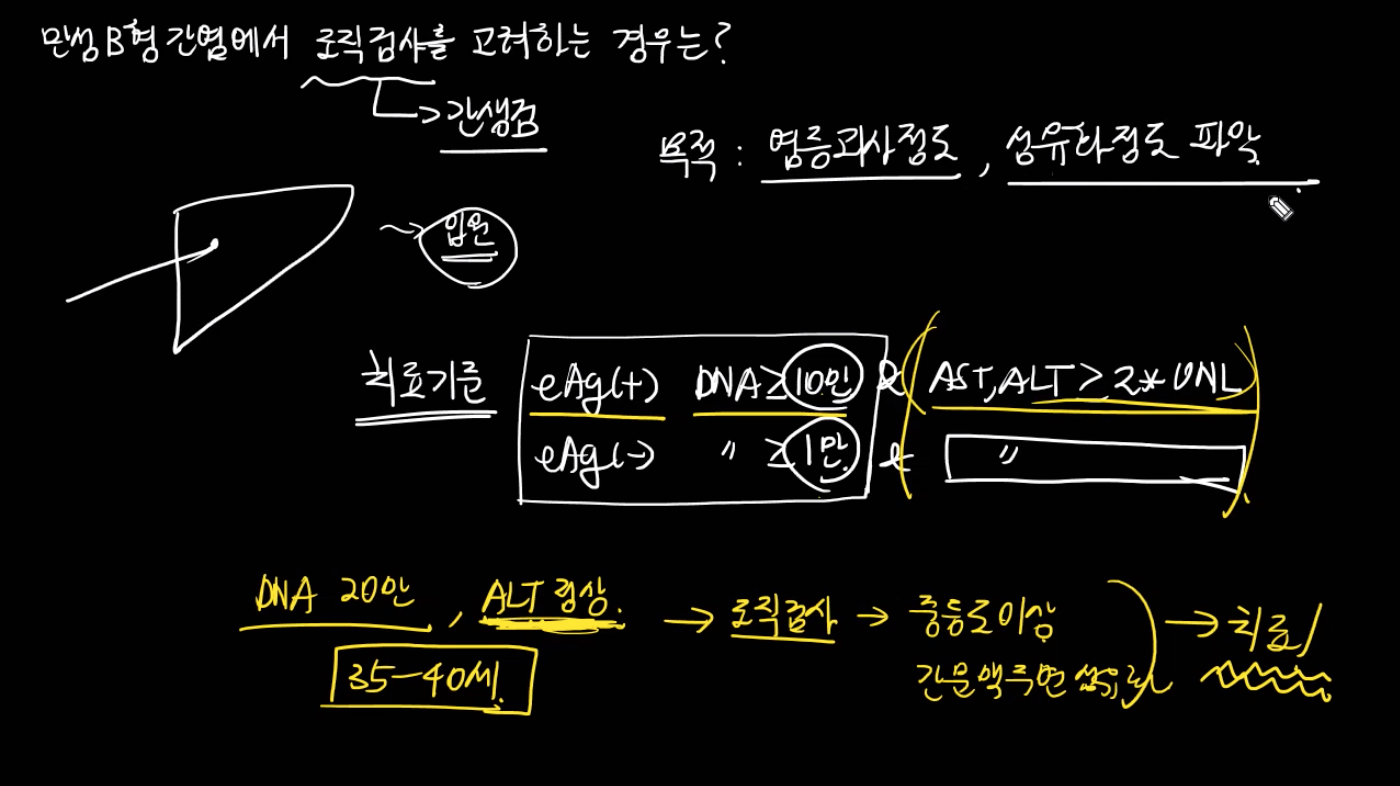 만성B형간염에서 조직검사를 고려하는 경우는?
간생검
목적 : 염증괴사정도, 섬유화정도 파악
입원
치료기준 eAg(+) DNA≥10만 & (AST,ALT≥2*UNL)
eAg(-) 〃 ≥1만 & 〃
DNA 20만, ALT정상. → 조직검사 → 중등도이상 → 치료
35-40세. 간문맥주변섬유화